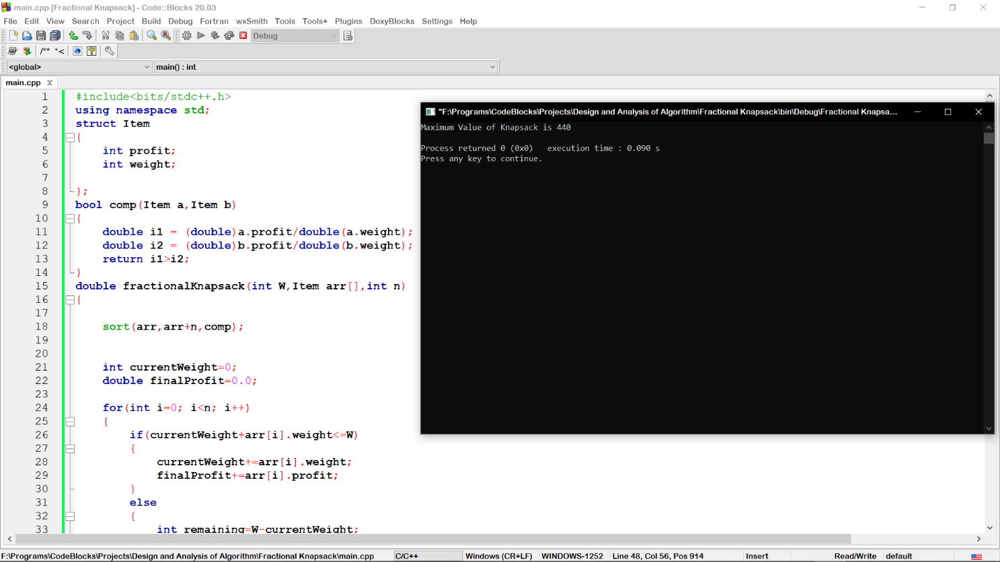 main.cpp [Fractional Knapsack] - Code::Blocks 20.03
File Edit View Search Project Build Debug Fortran wxSmith Tools Tools+ Plugins DoxyBlocks Settings Help
Debug
/** *<
<global> main() : int
main.cpp
1 #include<bits/stdc++.h>
2 using namespace std;
3 struct Item
4 {
5 int profit;
6 int weight;
7
8 };
9 bool comp(Item a,Item b)
10 {
11 double i1 = (double)a.profit/double(a.weight);
12 double i2 = (double)b.profit/double(b.weight);
13 return i1>i2;
14 }
15 double fractionalKnapsack(int W,Item arr[],int n)
16 {
17
18 sort(arr,arr+n,comp);
19
20
21 int currentWeight=0;
22 double finalProfit=0.0;
23
24 for(int i=0; i<n; i++)
25 {
26 if(currentWeight+arr[i].weight<=W)
27 {
28 currentWeight+=arr[i].weight;
29 finalProfit+=arr[i].profit;
30 }
31 else
32 {
33 int remaining=W-currentWeight;
"F:\Programs\CodeBlocks\Projects\Design and Analysis of Algorithm\Fractional Knapsack\bin\Debug\Fractional Knapsa...
Maximum Value of Knapsack is 440
Process returned 0 (0x0) execution time : 0.090 s
Press any key to continue.
F:\Programs\CodeBlocks\Projects\Design and Analysis of Algorithm\Fractional Knapsack\main.cpp C/C++ Windows (CR+LF) WINDOWS-1252 Line 48, Col 56, Pos 914 Insert Read/Write default